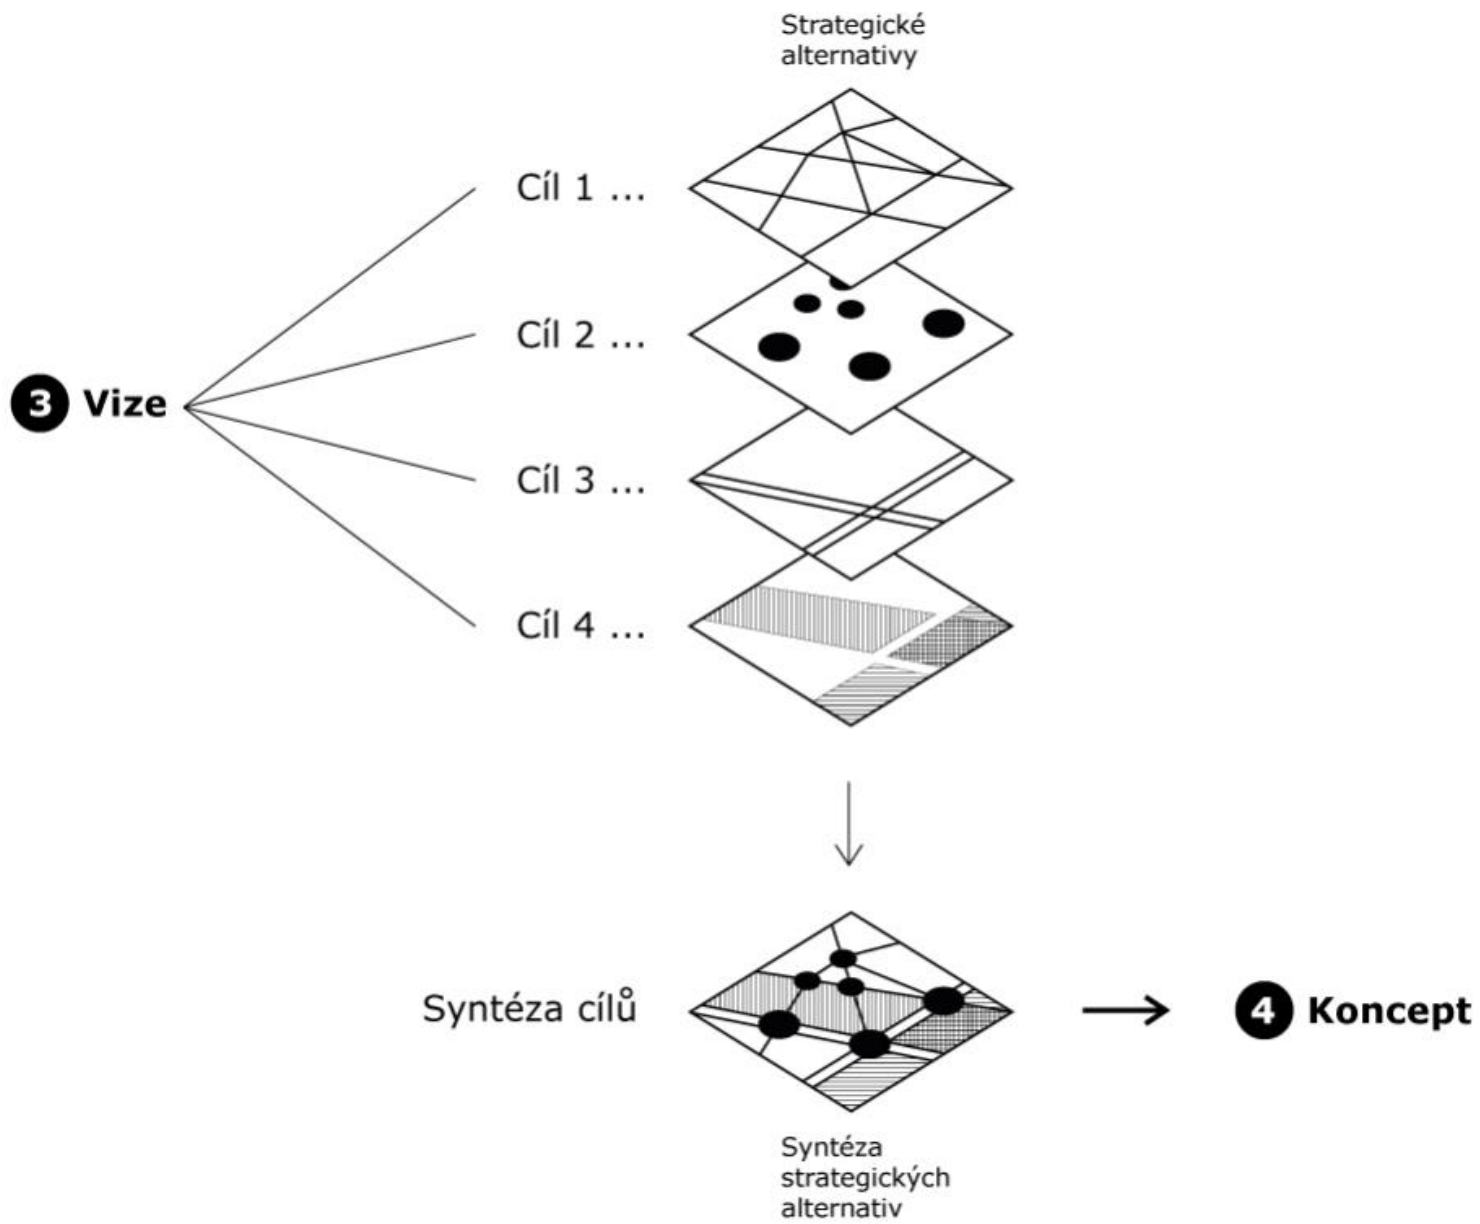 Strategické
alternativy
Cíl 1 ...
Cíl 2 ...
3 Vize
Cíl 3 ...
Cíl 4 ...
Syntéza cílů
4 Koncept
Syntéza
strategických
alternativ